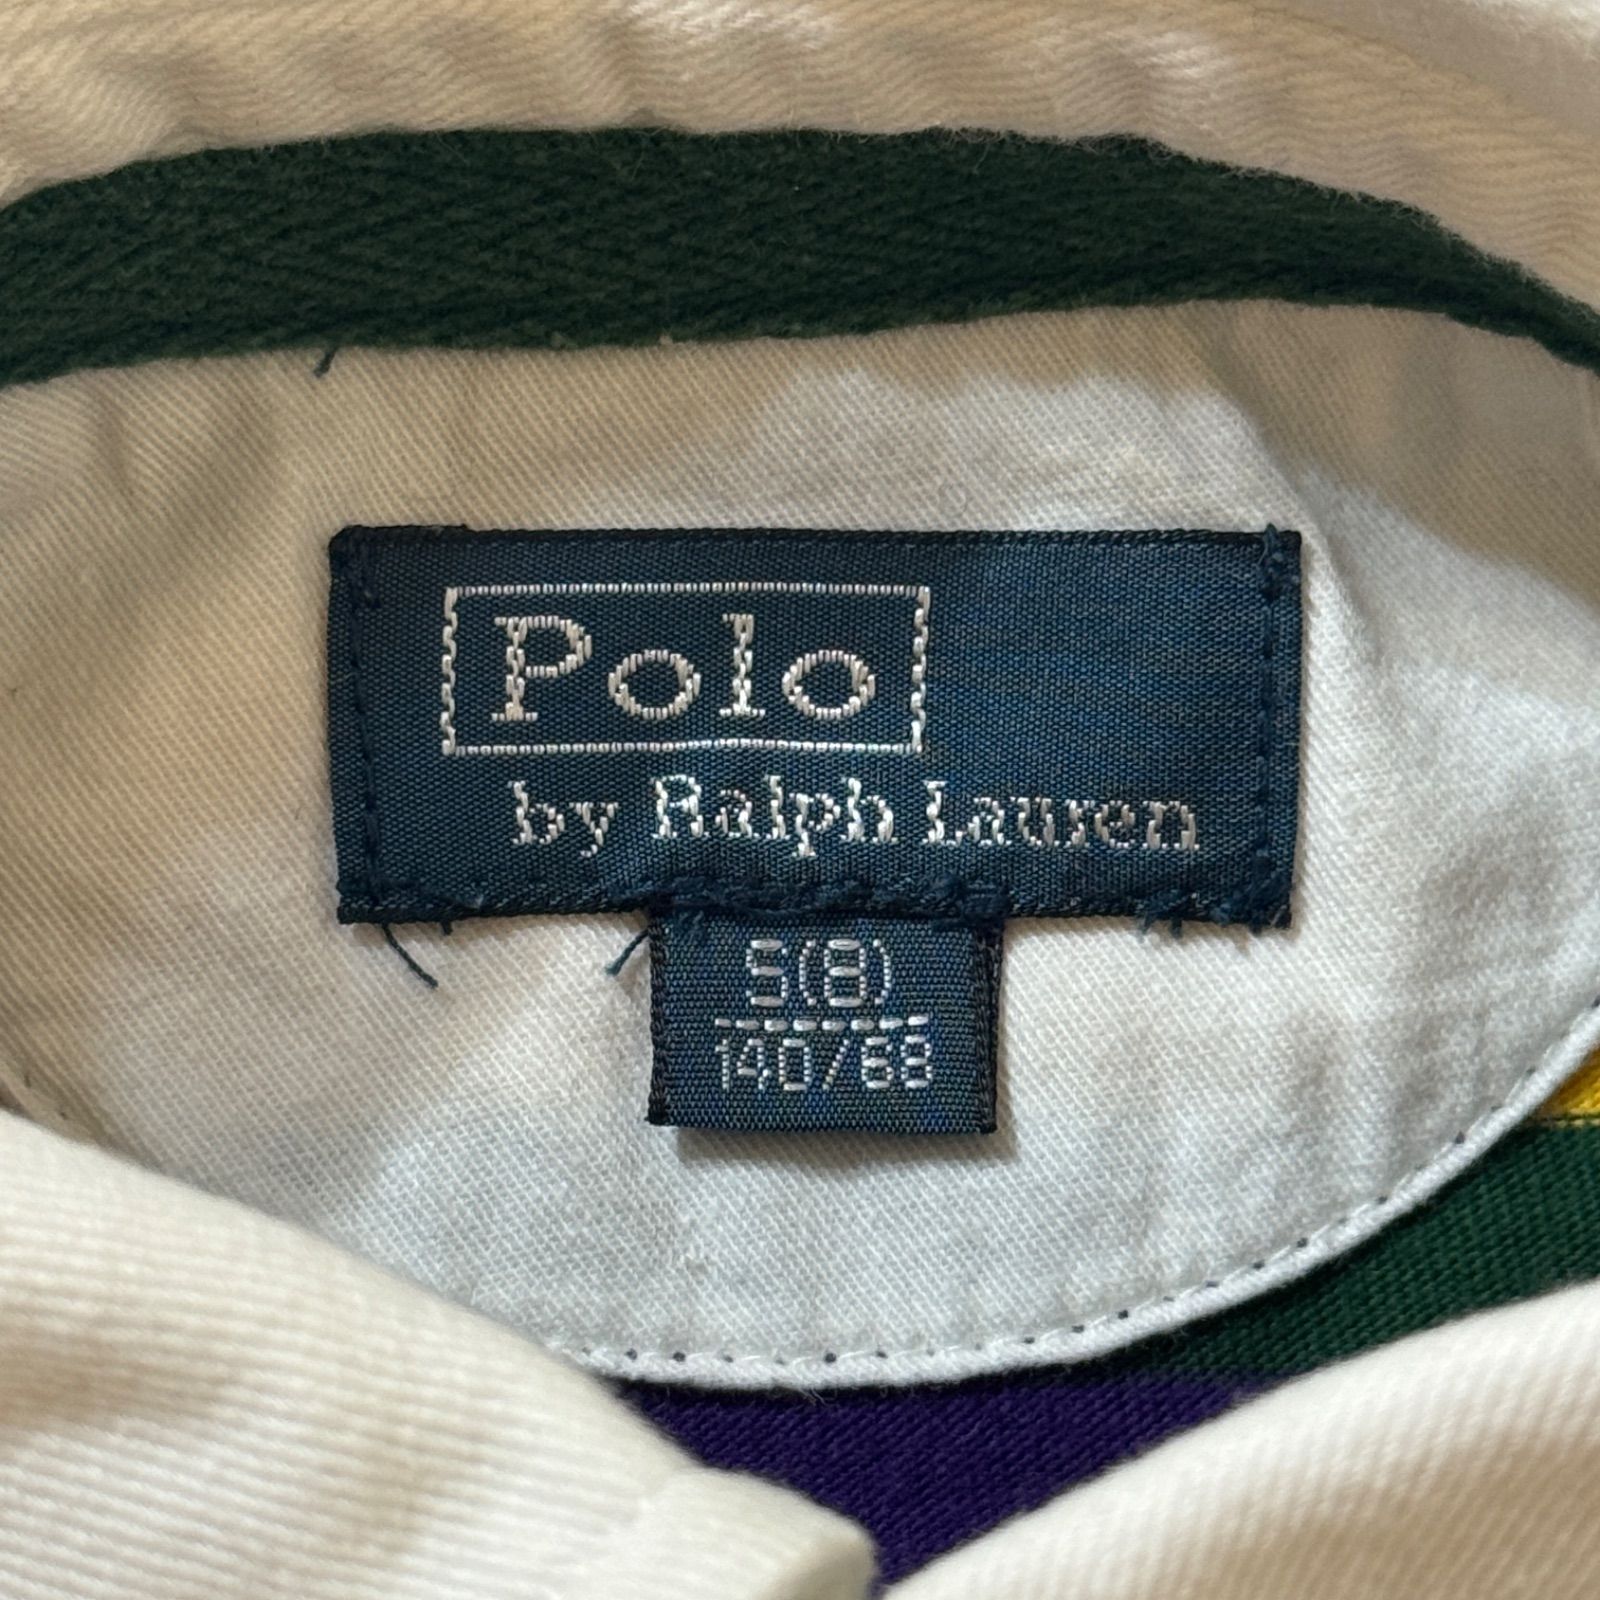 Polo
by Ralph Lauren
S(8)
140/68